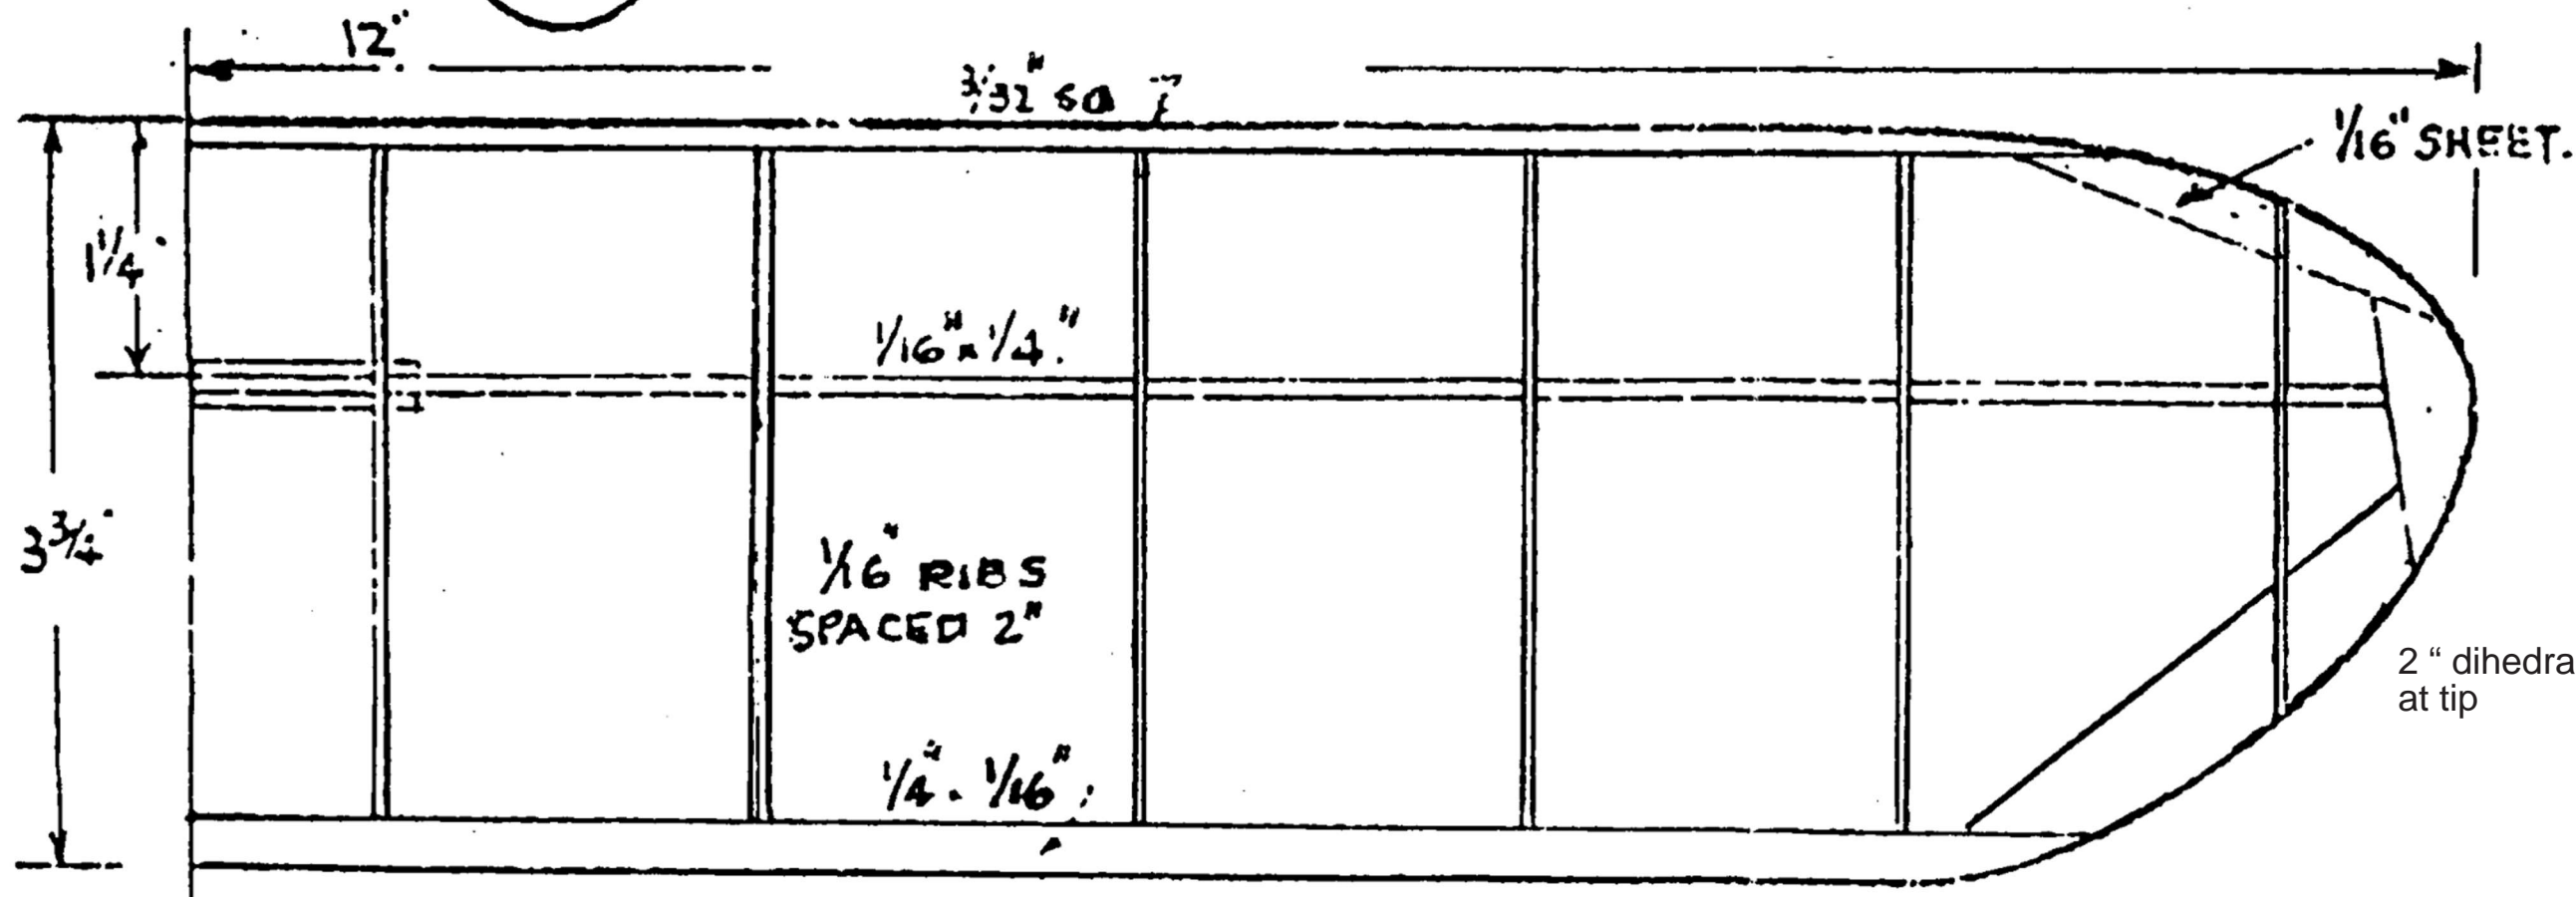 12"
3/32" SQ
1/16" SHEET.
1 1/4"
1/16" x 1/4"
3 3/4"
1/16" RIBS
SPACED 2"
2 “ dihedra
at tip
1/4" x 1/16"